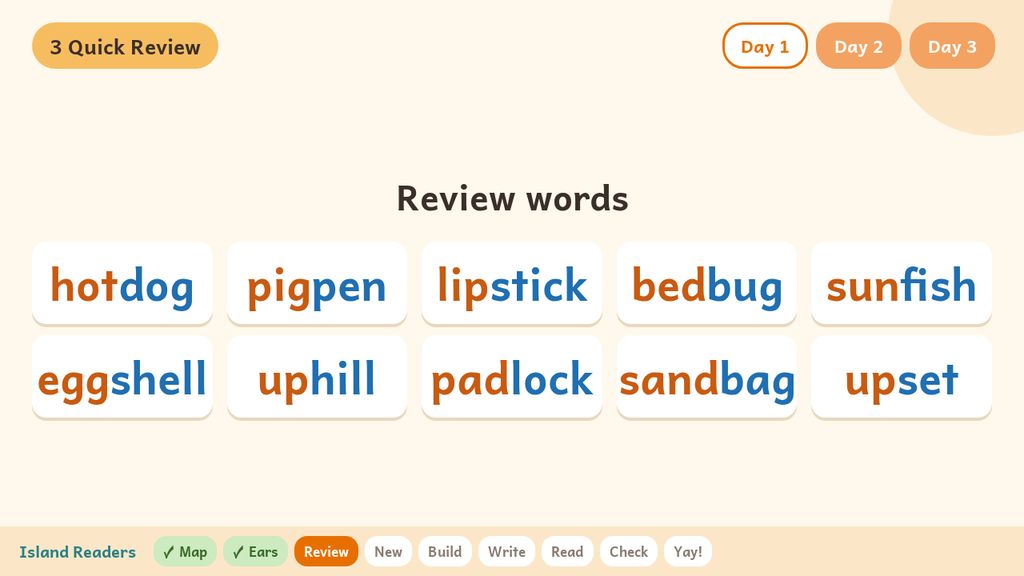 3 Quick Review
Day 1 Day 2 Day 3
Review words
hotdog pigpen lipstick bedbug sunfish
eggshell uphill padlock sandbag upset
Island Readers ✓ Map ✓ Ears Review New Build Write Read Check Yay!